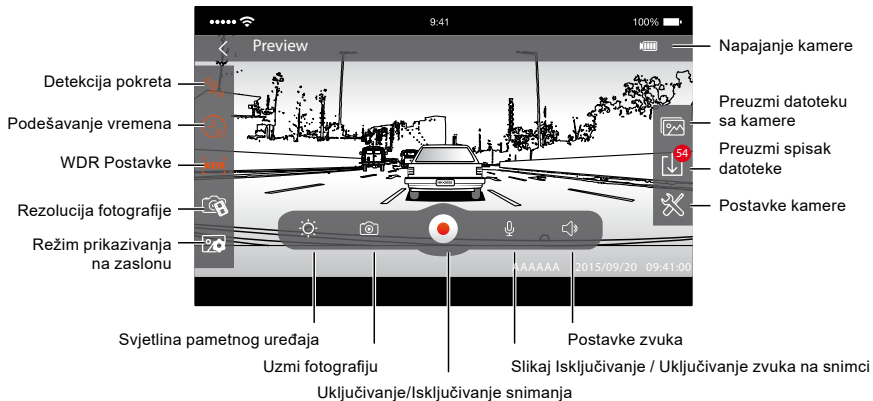 9:41
100%
Preview
Napajanje kamere
Detekcija pokreta
Preuzmi datoteku
sa kamere
Podešavanje vremena
54
Preuzmi spisak
datoteke
WDR Postavke
Rezolucija fotografije
Postavke kamere
Režim prikazivanja
na zaslonu
AAAAAA 2015/09/20 09:41:00
Svjetlina pametnog uređaja
Postavke zvuka
Uzmi fotografiju
Slikaj Isključivanje / Uključivanje zvuka na snimci
Uključivanje/Isključivanje snimanja